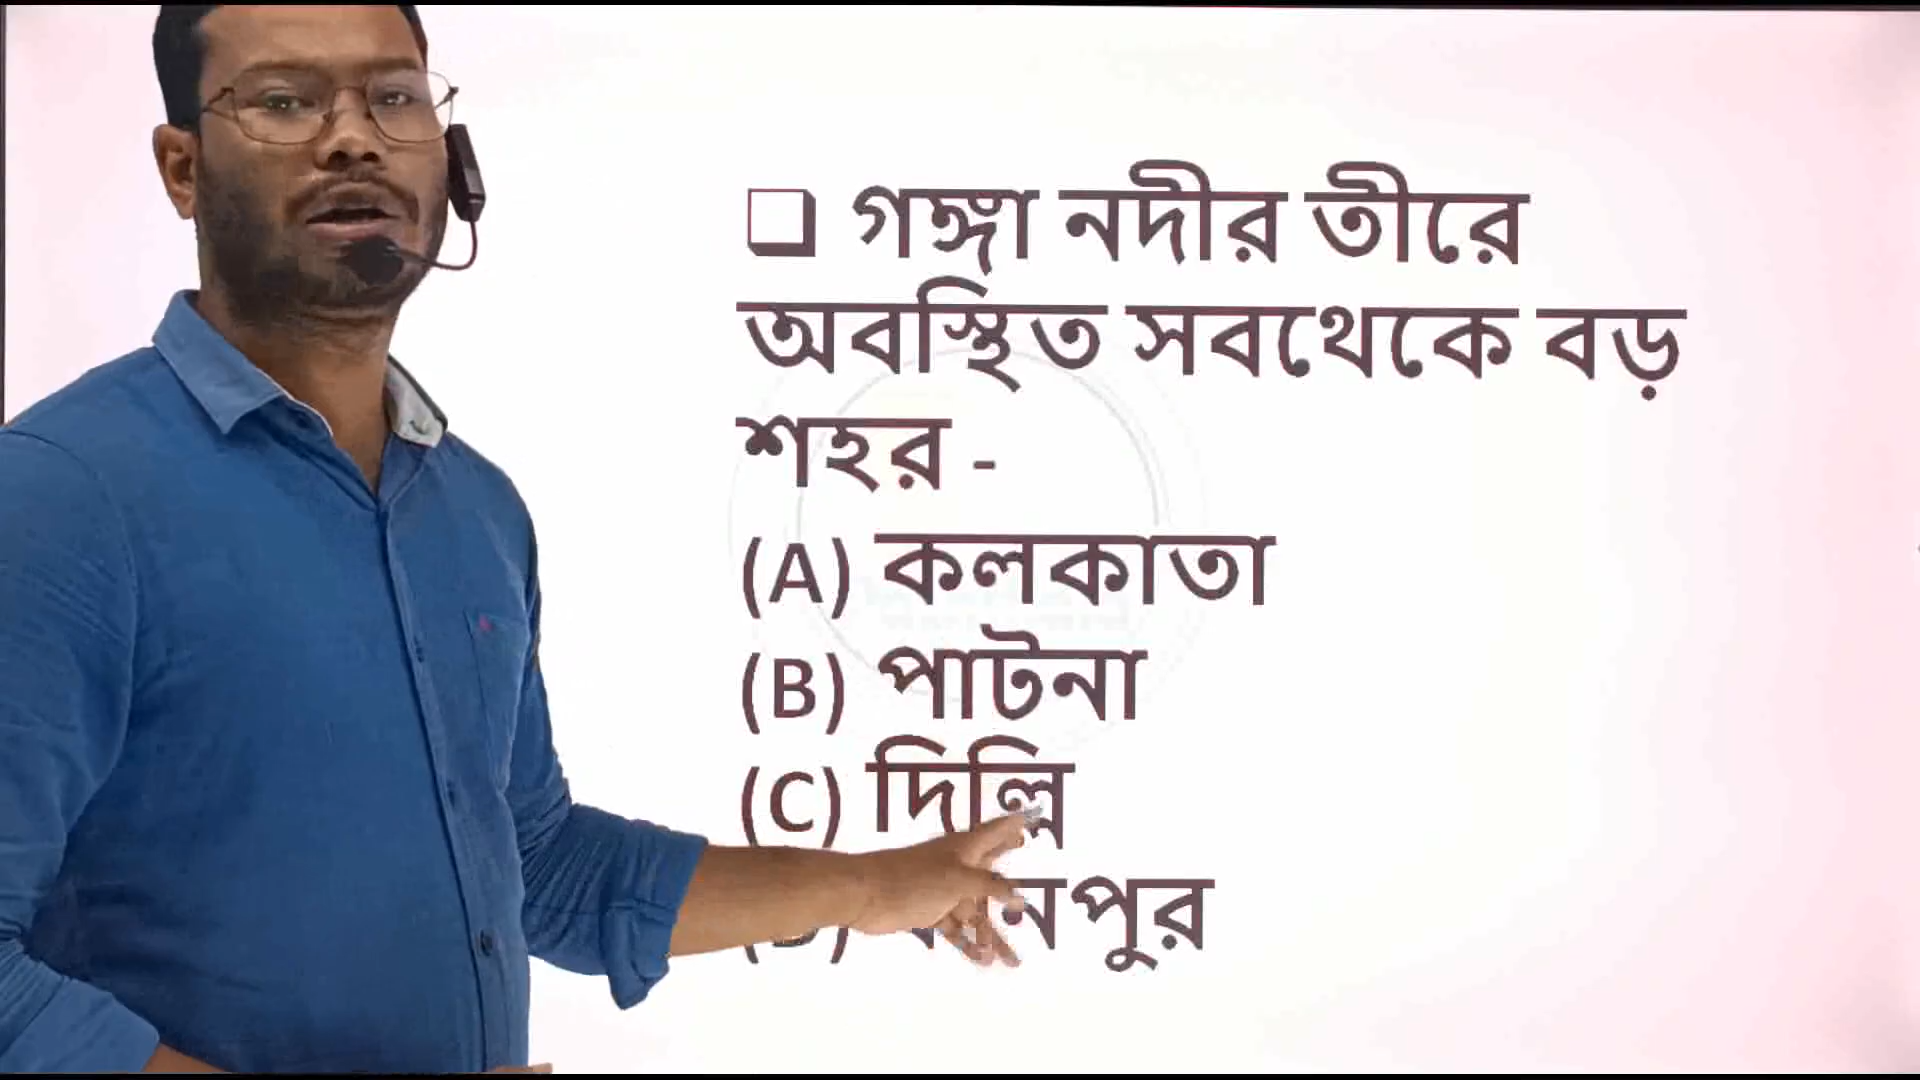 ❑ গঙ্গা নদীর তীরে
অবস্থিত সবথেকে বড়
শহর -
(A) কলকাতা
(B) পাটনা
(C) দিল্লি